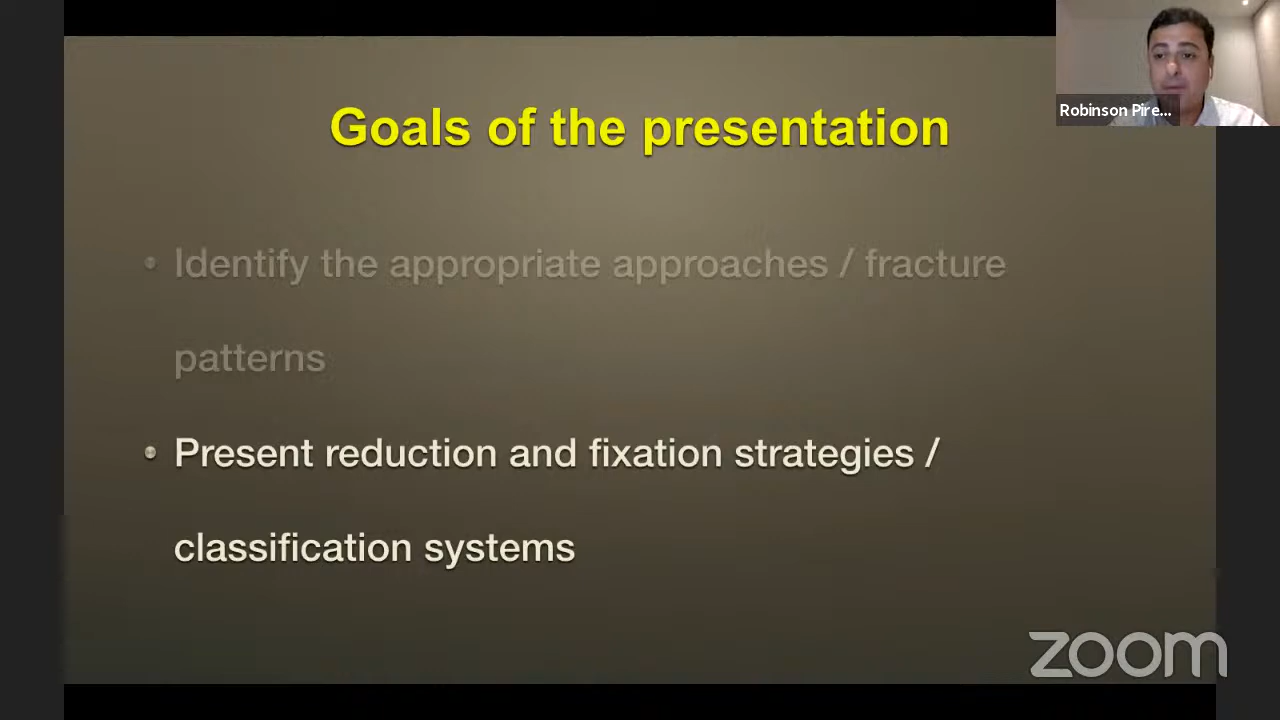 Goals of the presentation
Robinson Pire...
• Identify the appropriate approaches / fracture
patterns
• Present reduction and fixation strategies /
classification systems
zoom